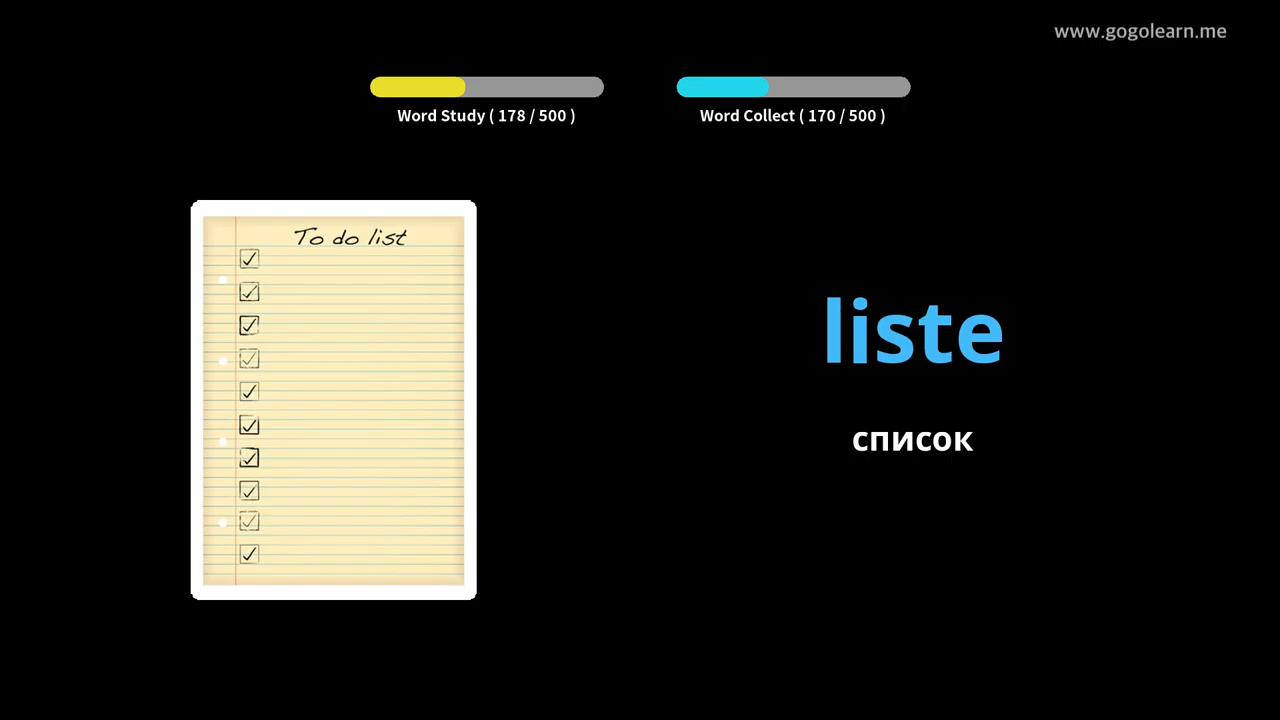 www.gogolearn.me
Word Study ( 178 / 500 )
Word Collect ( 170 / 500 )
To do list
liste
список